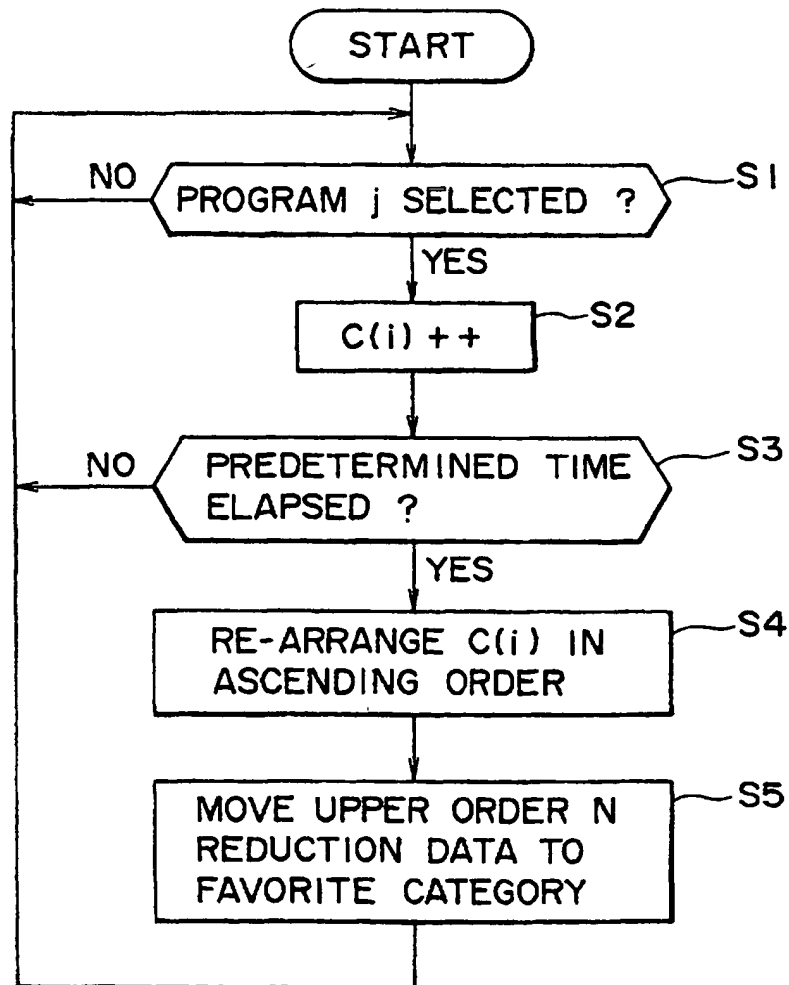 START
NO
PROGRAM j SELECTED ?
S1
YES
C(i) + +
S2
NO
PREDETERMINED TIME
ELAPSED ?
S3
YES
RE-ARRANGE C(i) IN
ASCENDING ORDER
S4
MOVE UPPER ORDER N
REDUCTION DATA TO
FAVORITE CATEGORY
S5